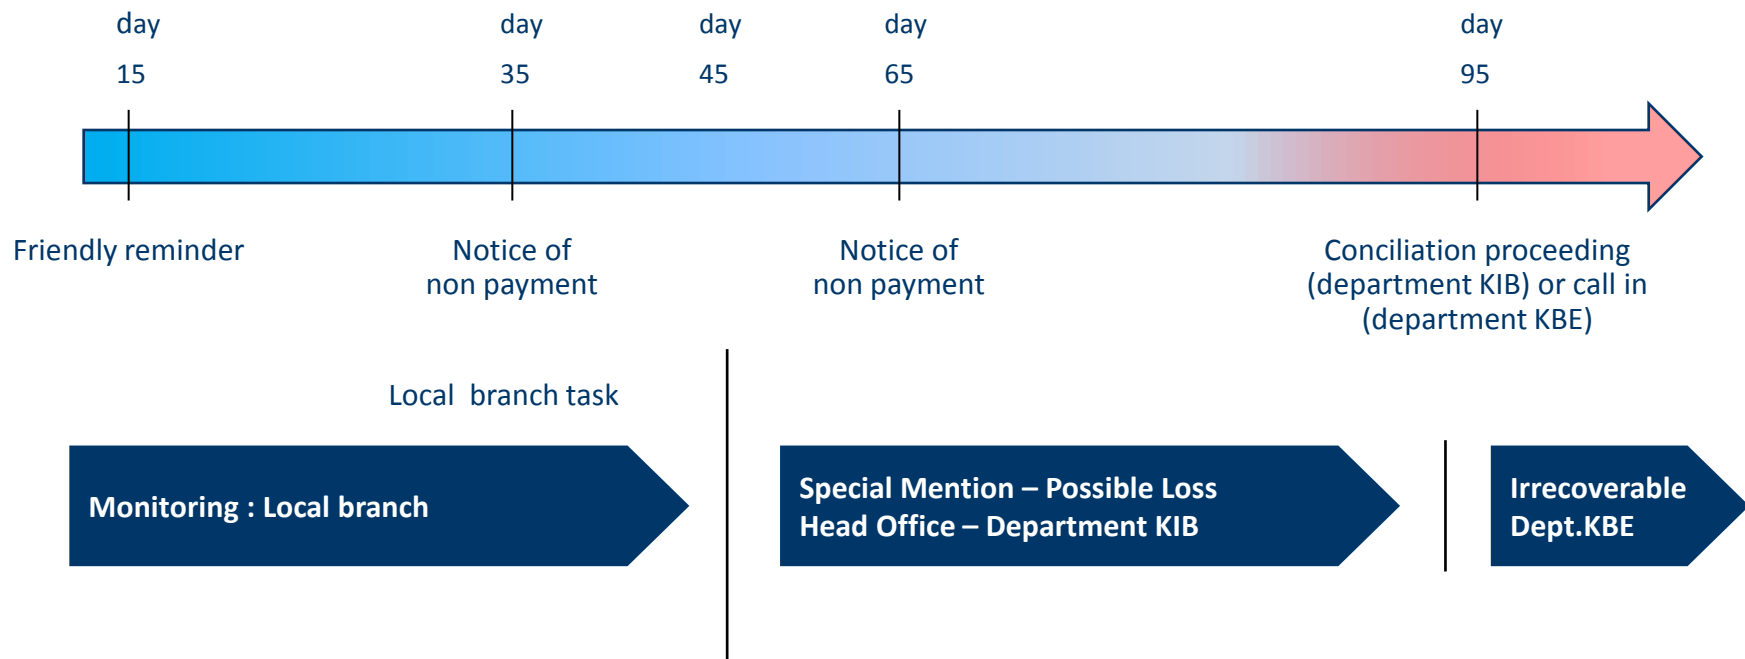 day day day day day
15 35 45 65 95
Friendly reminder
Notice of
non payment
Notice of
non payment
Conciliation proceeding
(department KIB) or call in
(department KBE)
Local branch task
Monitoring : Local branch
Special Mention – Possible Loss
Head Office – Department KIB
Irrecoverable
Dept.KBE